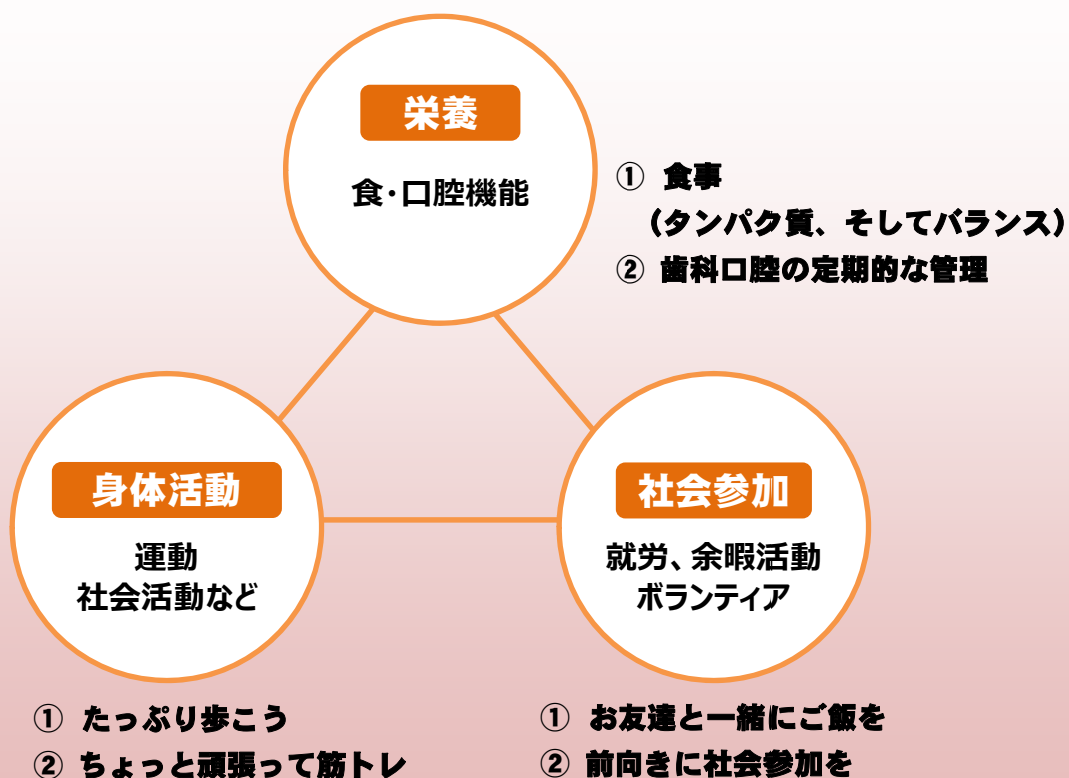 栄養
食・口腔機能
① 食事
（タンパク質、そしてバランス）
② 歯科口腔の定期的な管理
身体活動
運動
社会活動など
① たっぷり歩こう
② ちょっと頑張って筋トレ
社会参加
就労、余暇活動
ボランティア
① お友達と一緒にご飯を
② 前向きに社会参加を